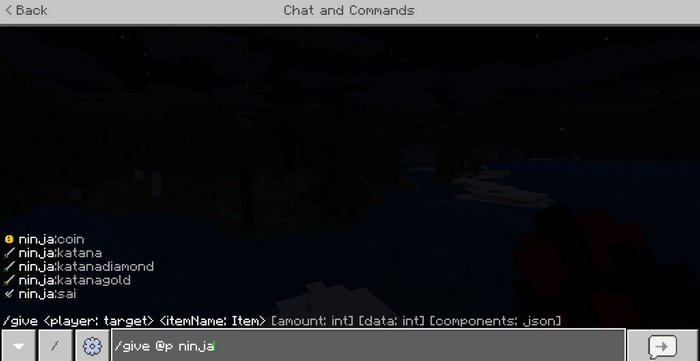 < Back
Chat and Commands
ninja:coin
ninja:katana
ninja:katanadiamond
ninja:katanagold
ninja:sai
/give <player: target> <itemName: Item> [amount: int] [data: int] [components: json]
/
/give @p ninja